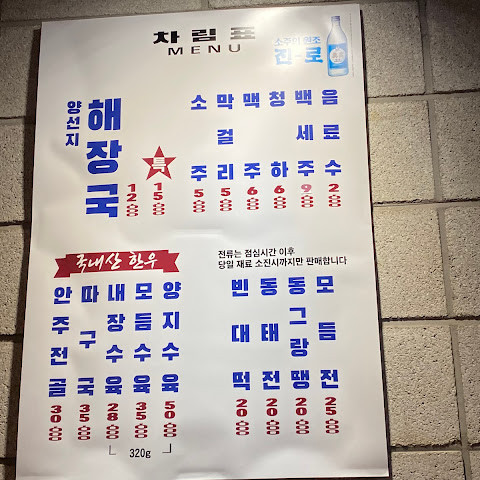 차림표
MENU
소주의 원조
진로
양선지
해장국
12000
특
15000
소주 5000
막걸리 5000
맥주 6000
청하 6000
백세주 9000
음료수 2000
국내산 한우
안주전골 30000
따구국 35000
내장수육 28000
모듬수육 35000
양지수육 50000
320g
전류는 점심시간 이후
당일 재료 소진시까지만 판매합니다
빈대떡 20000
동태전 20000
동그랑땡 20000
모듬전 25000